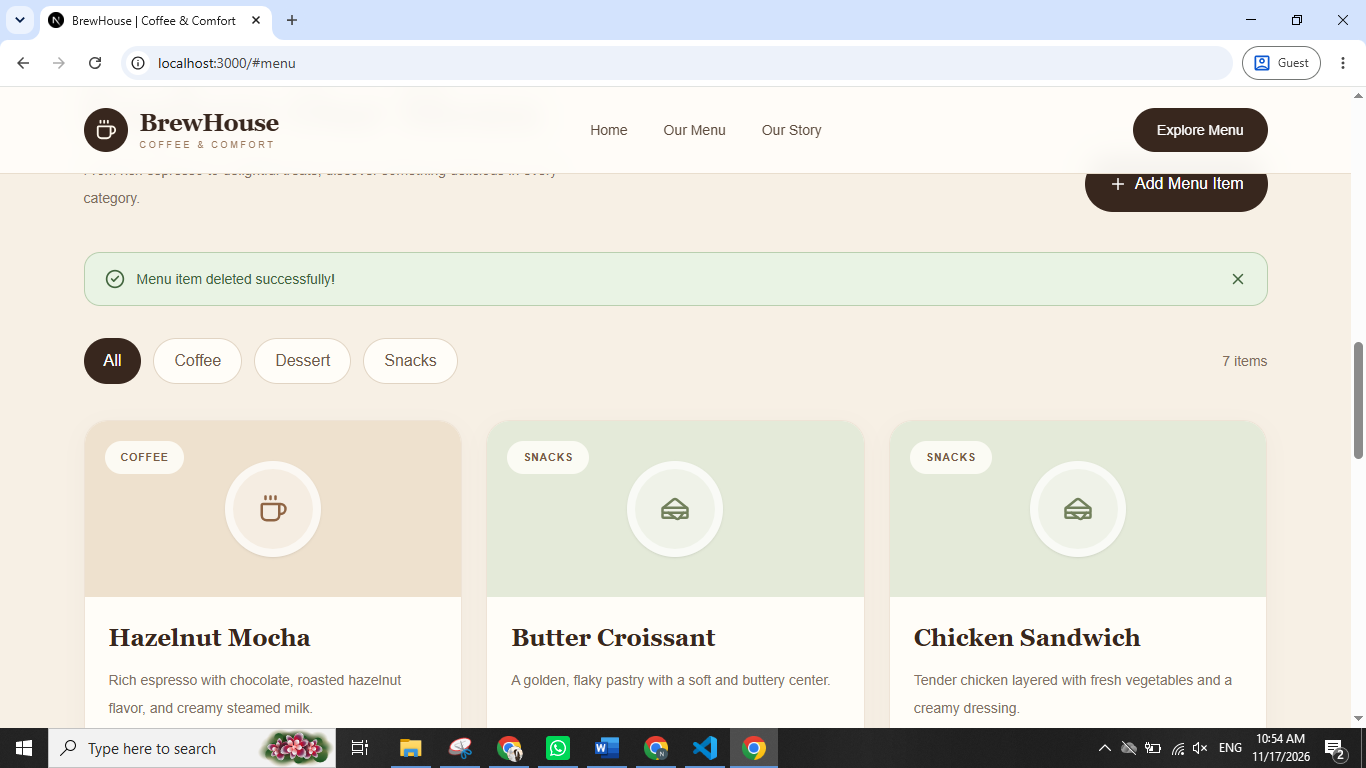 BrewHouse | Coffee & Comfort
localhost:3000/#menu
Guest
BrewHouse
COFFEE & COMFORT
Home
Our Menu
Our Story
Explore Menu
category.
Add Menu Item
Menu item deleted successfully!
All
Coffee
Dessert
Snacks
7 items
COFFEE
SNACKS
SNACKS
Hazelnut Mocha
Butter Croissant
Chicken Sandwich
Rich espresso with chocolate, roasted hazelnut
flavor, and creamy steamed milk.
A golden, flaky pastry with a soft and buttery center.
Tender chicken layered with fresh vegetables and a
creamy dressing.
Type here to search
ENG
10:54 AM
11/17/2026
2